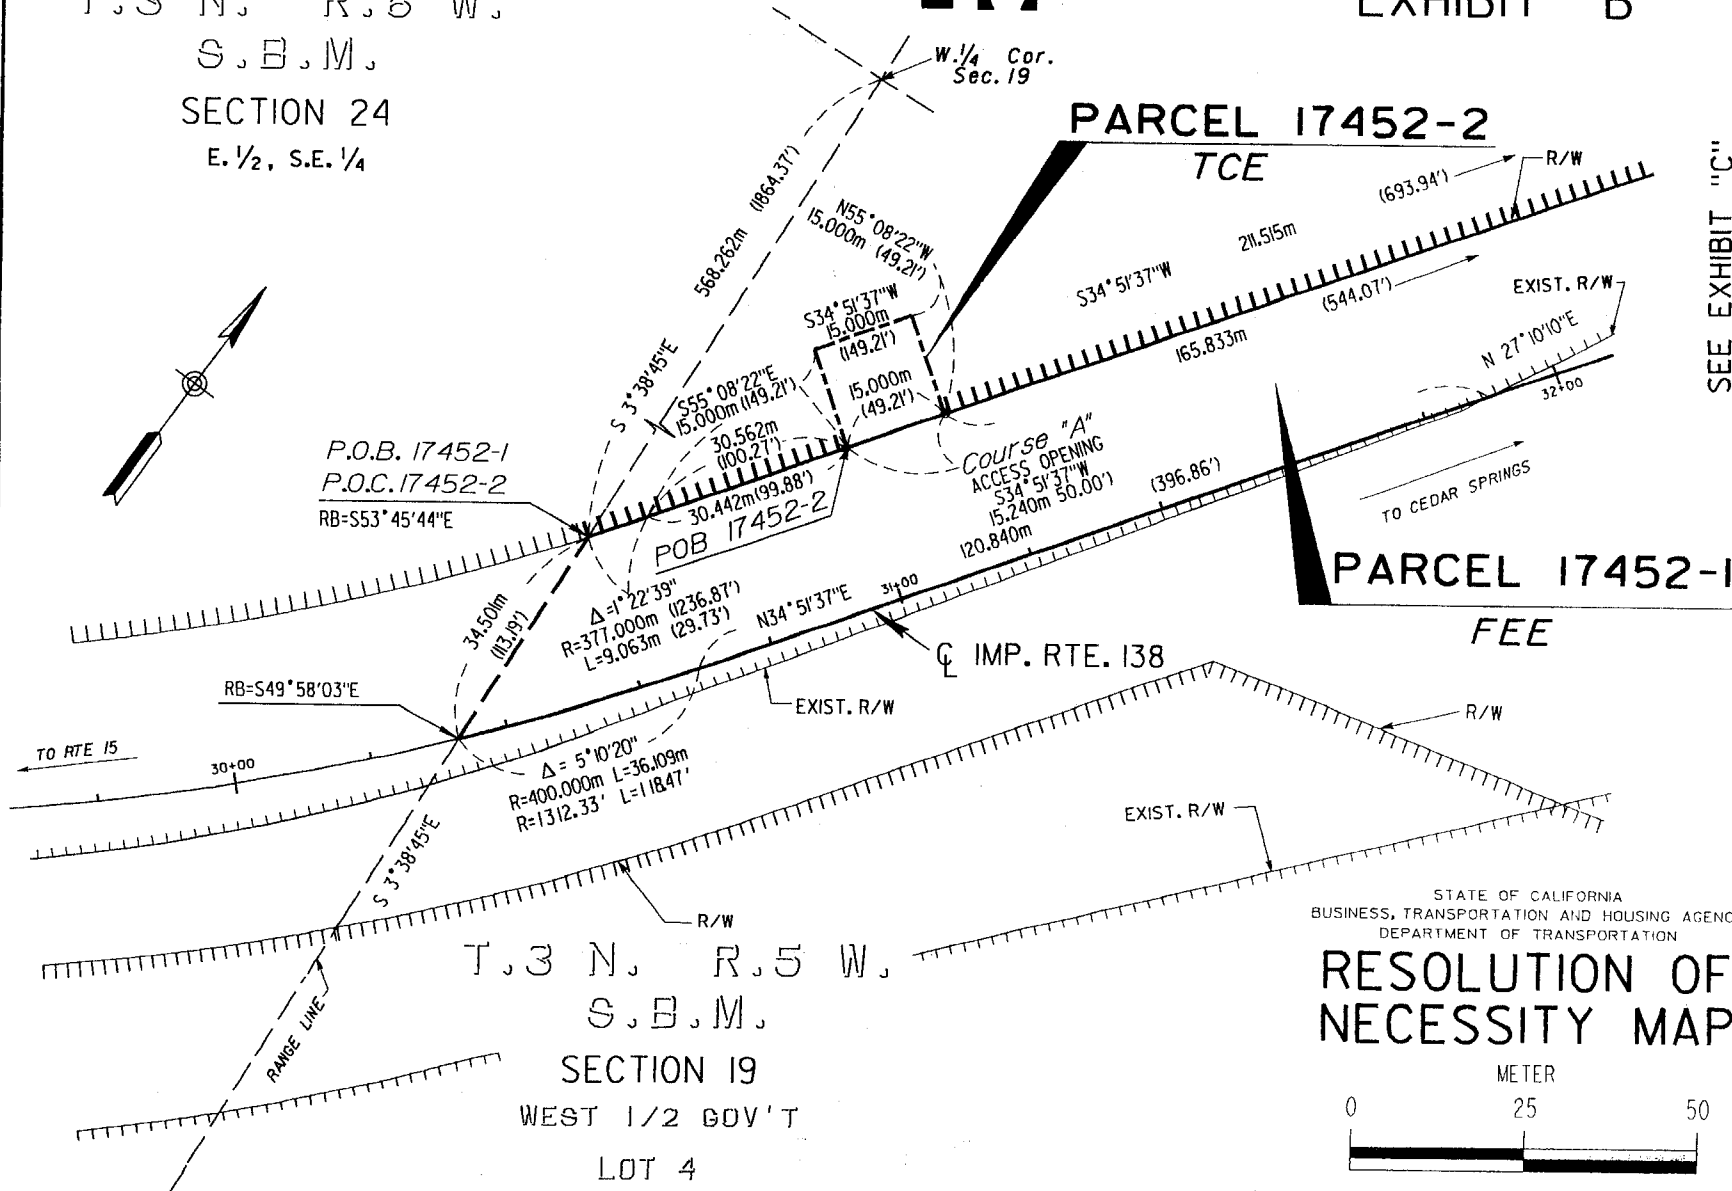 T.3 N. R.5 W.
S.B.M.
SECTION 24
E. 1/2, S.E. 1/4
EXHIBIT "B"
W. 1/4 Cor.
Sec. 19
PARCEL 17452-2
TCE
(693.94')
R/W
SEE EXHIBIT "C"
568.262m (1864.37')
N55°08'22"W
15.000m (49.21')
211.515m
S34°51'37"W
(544.07')
EXIST. R/W
S34°51'37"W
15.000m
(149.21')
165.833m
N 27°10'10"E
32+00
S 3°38'45"E
S55°08'22"E
15.000m (149.21')
15.000m
(49.21')
30.562m
(100.27')
30.442m(99.88')
POB 17452-2
P.O.B. 17452-1
P.O.C. 17452-2
RB=S53°45'44"E
Course "A"
ACCESS OPENING
S34°51'37"W
15.240m 50.00')
120.840m
(396.86')
TO CEDAR SPRINGS
PARCEL 17452-1
FEE
34.501m
(113.19')
Δ=1°22'39"
R=377.000m (1236.87')
L=9.063m (29.73')
N34°51'37"E
31+00
℄ IMP. RTE. 138
RB=S49°58'03"E
EXIST. R/W
R/W
TO RTE 15
30+00
Δ= 5°10'20"
R=400.000m L=36.109m
R=1312.33' L=118.47'
EXIST. R/W
S 3°38'45"E
R/W
RANGE LINE
T.3 N. R.5 W.
S.B.M.
SECTION 19
WEST 1/2 GOV'T
LOT 4
STATE OF CALIFORNIA
BUSINESS, TRANSPORTATION AND HOUSING AGENC
DEPARTMENT OF TRANSPORTATION
RESOLUTION OF
NECESSITY MAP
METER
0 25 50